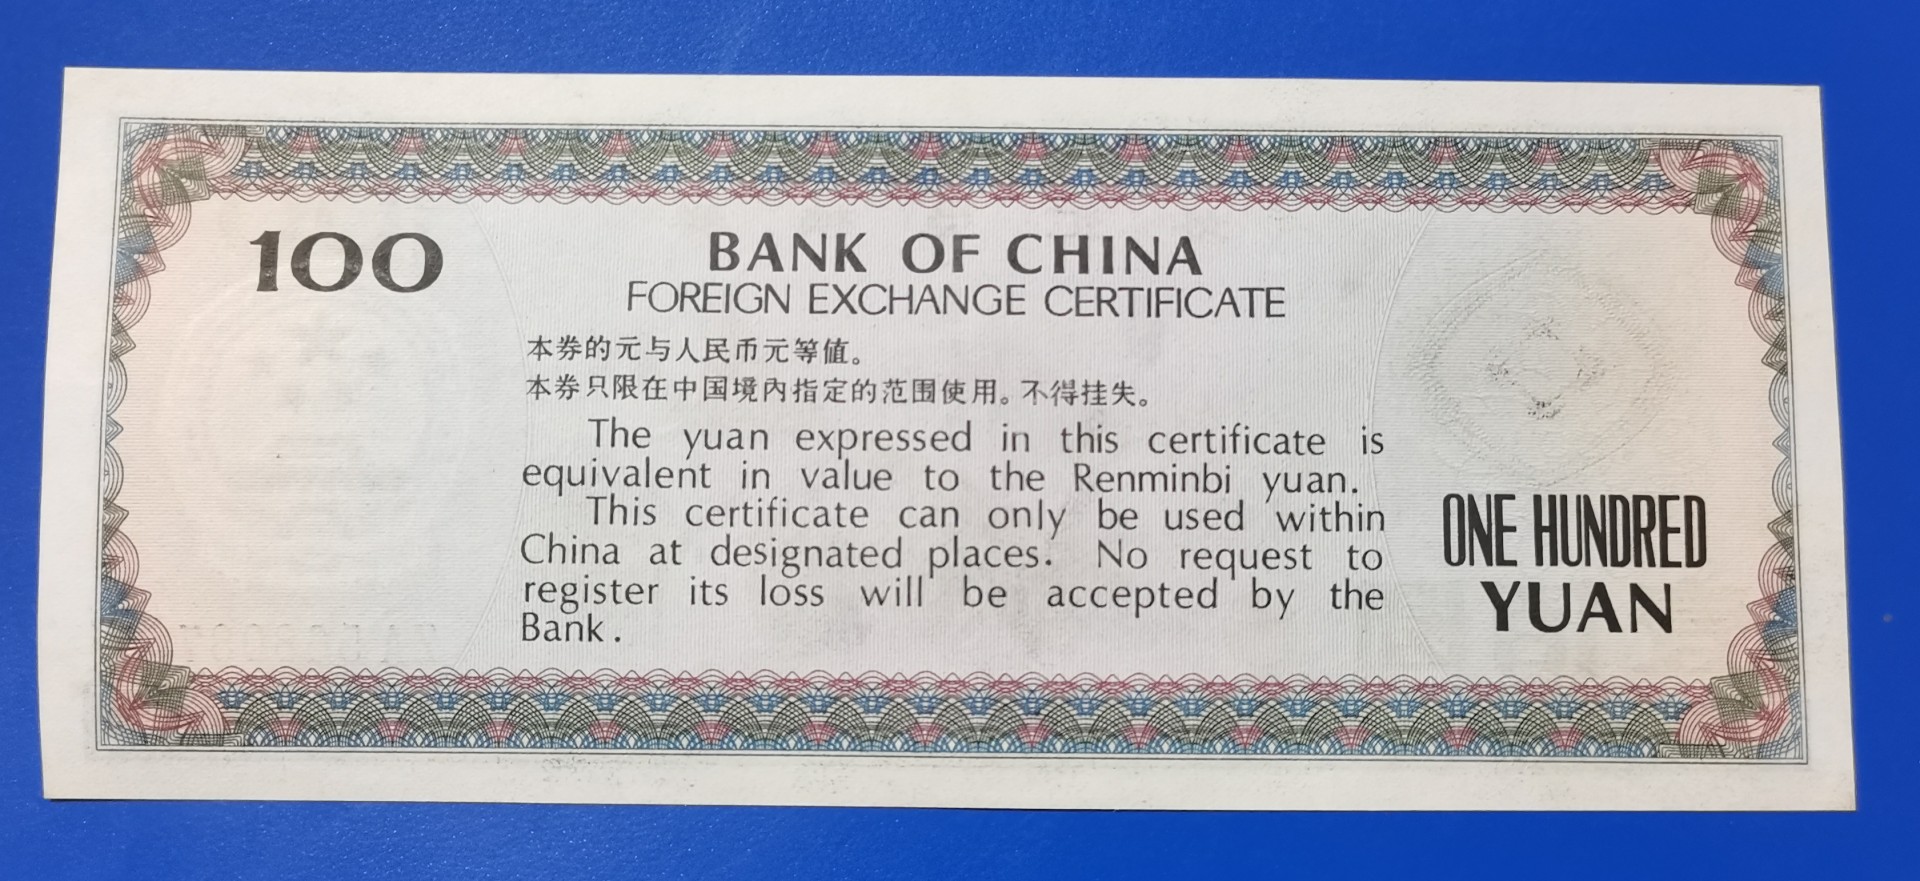 100
BANK OF CHINA
FOREIGN EXCHANGE CERTIFICATE
本券的元与人民币元等值。
本券只限在中国境内指定的范围使用。不得挂失。
The yuan expressed in this certificate is
equivalent in value to the Renminbi yuan.
This certificate can only be used within
China at designated places. No request to
register its loss will be accepted by the
Bank.
ONE HUNDRED
YUAN